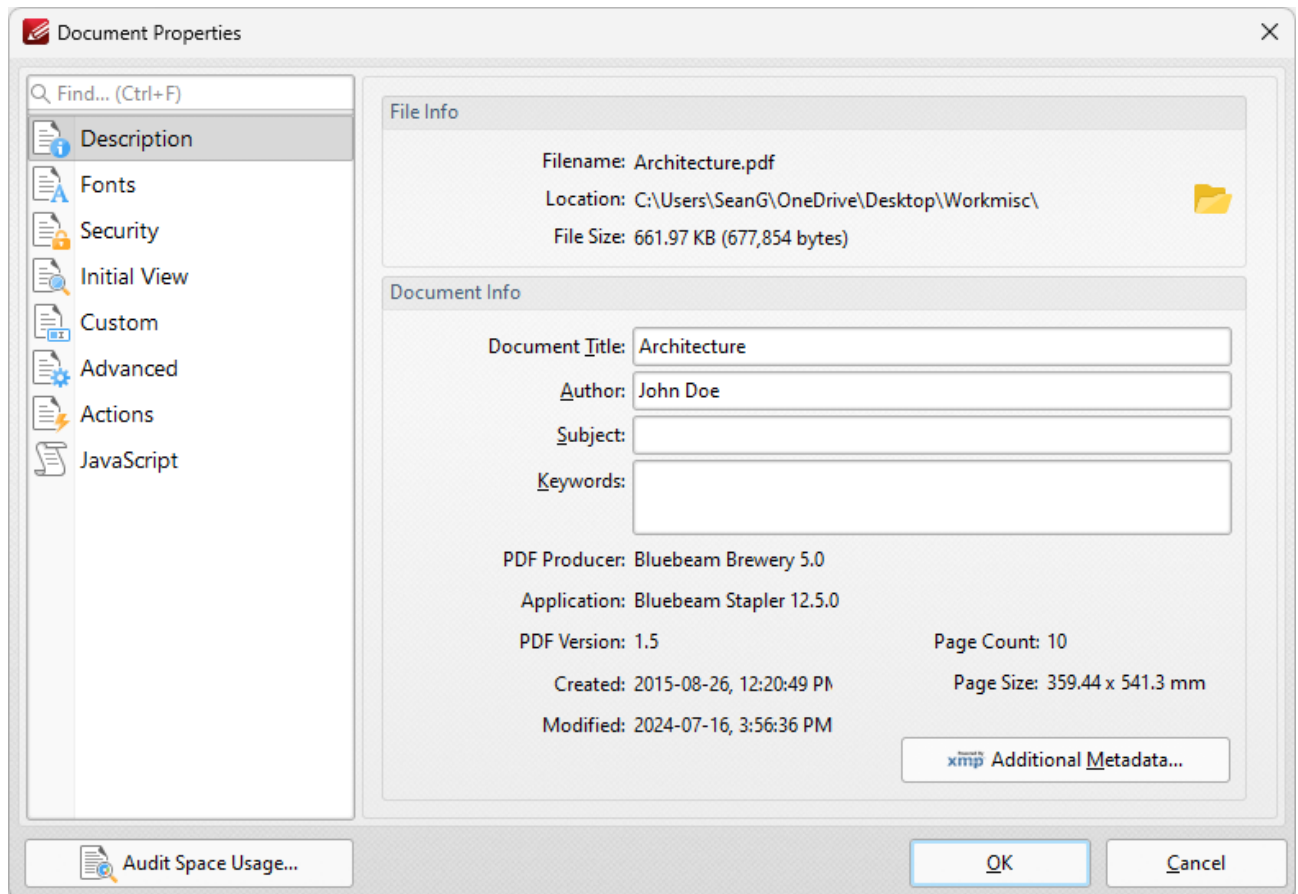 Document Properties
Find... (Ctrl+F)
Description
Fonts
Security
Initial View
Custom
Advanced
Actions
JavaScript
File Info
Filename: Architecture.pdf
Location: C:\Users\SeanG\OneDrive\Desktop\Workmisc\
File Size: 661.97 KB (677,854 bytes)
Document Info
Document Title: Architecture
Author: John Doe
Subject:
Keywords:
PDF Producer: Bluebeam Brewery 5.0
Application: Bluebeam Stapler 12.5.0
PDF Version: 1.5 Page Count: 10
Created: 2015-08-26, 12:20:49 PM Page Size: 359.44 x 541.3 mm
Modified: 2024-07-16, 3:56:36 PM
xmp Additional Metadata...
Audit Space Usage... OK Cancel